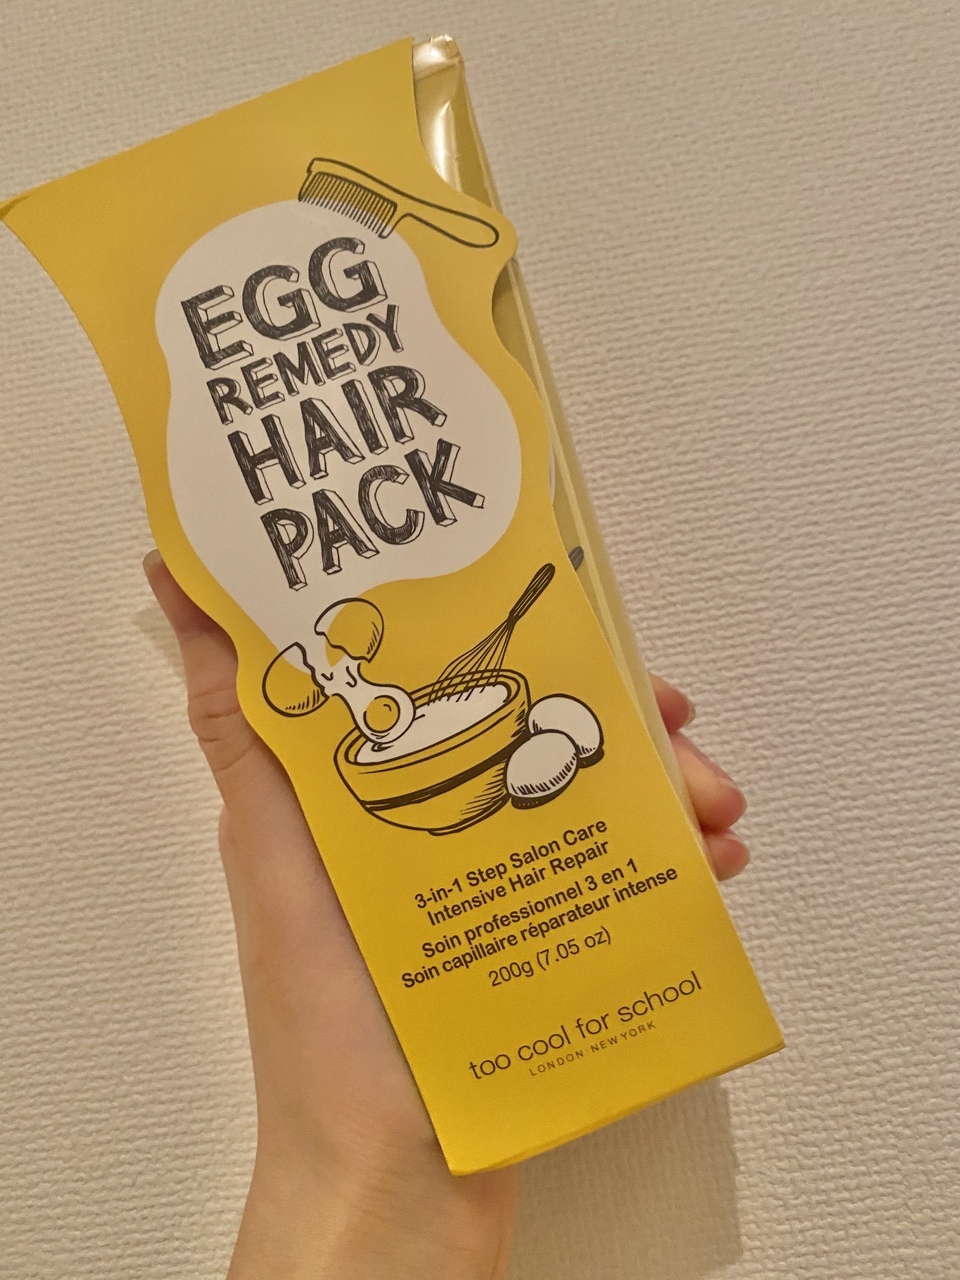 EGG
REMEDY
HAIR
PACK
3-in-1 Step Salon Care
Intensive Hair Repair
Soin professionnel 3 en 1
Soin capillaire réparateur intense
200g (7.05 oz)
too cool for school
LONDON NEW YORK